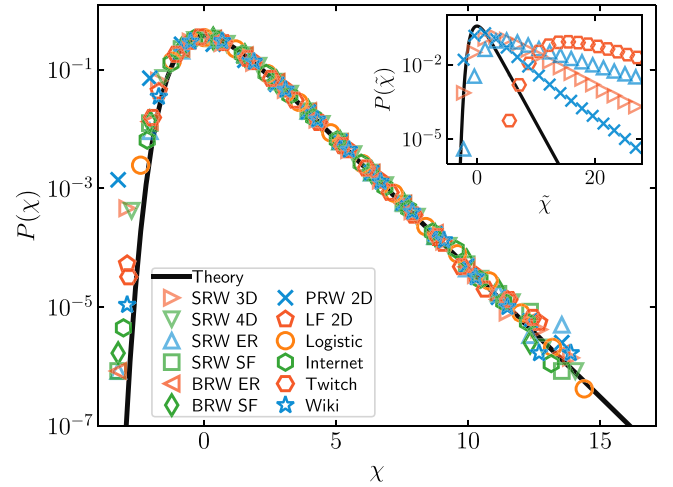 P(χ)
10⁻¹
10⁻³
10⁻⁵
10⁻⁷
0
5
10
15
χ
Theory
SRW 3D
SRW 4D
SRW ER
SRW SF
BRW ER
BRW SF
PRW 2D
LF 2D
Logistic
Internet
Twitch
Wiki
P(χ̃)
10⁻²
10⁻⁵
0
20
χ̃